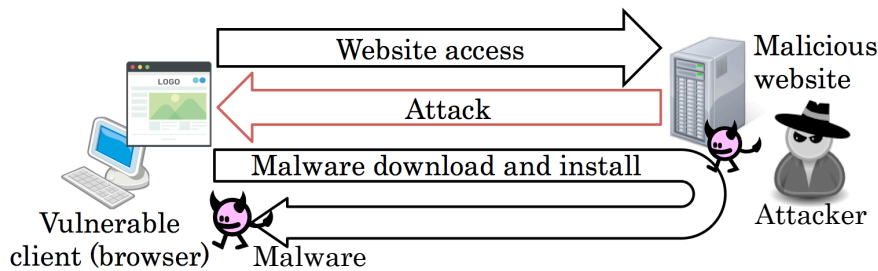 Website access
Malicious
website
LOGO
Attack
Malware download and install
Vulnerable
client (browser)
Malware
Attacker